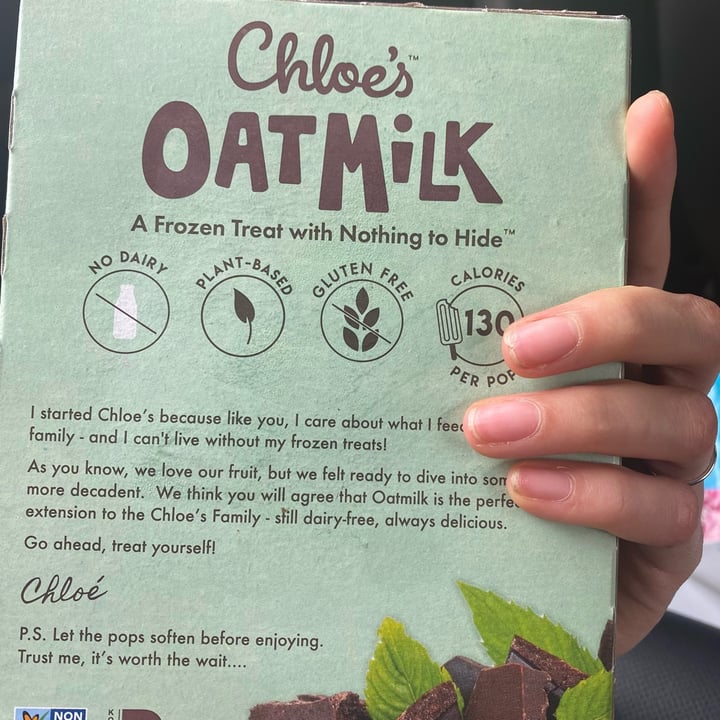 Chloe's™
OATMiLK
A Frozen Treat with Nothing to Hide™
NO DAIRY
PLANT-BASED
GLUTEN FREE
CALORIES
130
PER POP
I started Chloe's because like you, I care about what I
family - and I can't live without my frozen treats!
As you know, we love our fruit, but we felt ready to dive into
more decadent. We think you will agree that Oatmilk is the
extension to the Chloe's Family - still dairy-free, always delicious.
Go ahead, treat yourself!
Chloé
P.S. Let the pops soften before enjoying.
Trust me, it's worth the wait....
NON